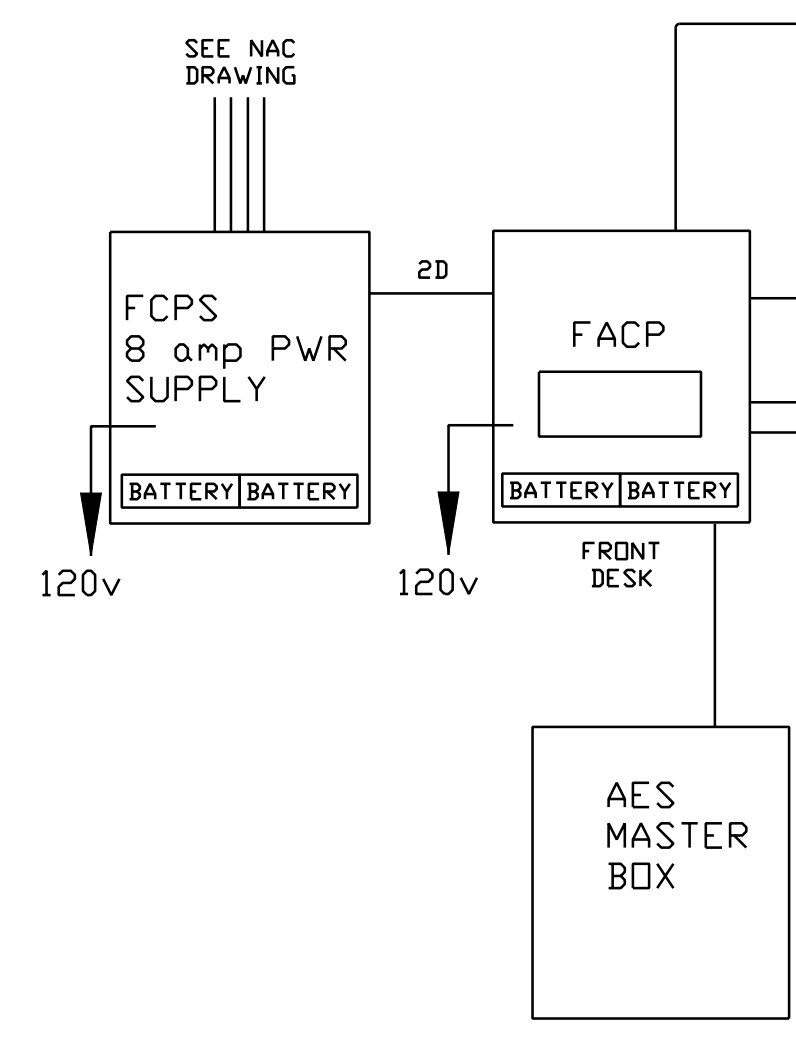 SEE NAC
DRAWING
2D
FCPS
8 amp PWR
SUPPLY
FACP
BATTERY BATTERY
BATTERY BATTERY
120v
FRONT
DESK
120v
AES
MASTER
BOX